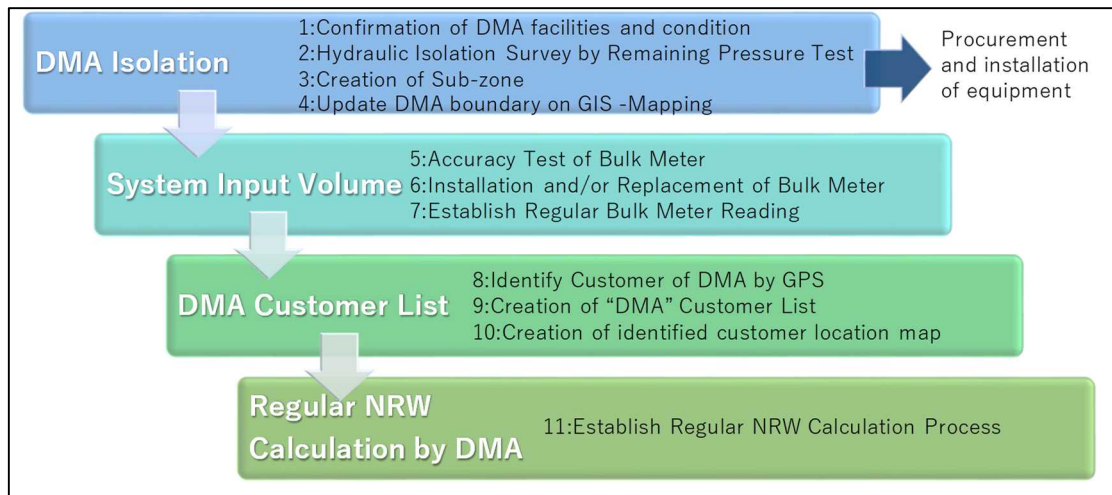 DMA Isolation
1:Confirmation of DMA facilities and condition
2:Hydraulic Isolation Survey by Remaining Pressure Test
3:Creation of Sub-zone
4:Update DMA boundary on GIS -Mapping
Procurement
and installation
of equipment
System Input Volume
5:Accuracy Test of Bulk Meter
6:Installation and/or Replacement of Bulk Meter
7:Establish Regular Bulk Meter Reading
DMA Customer List
8:Identify Customer of DMA by GPS
9:Creation of “DMA” Customer List
10:Creation of identified customer location map
Regular NRW
Calculation by DMA
11:Establish Regular NRW Calculation Process